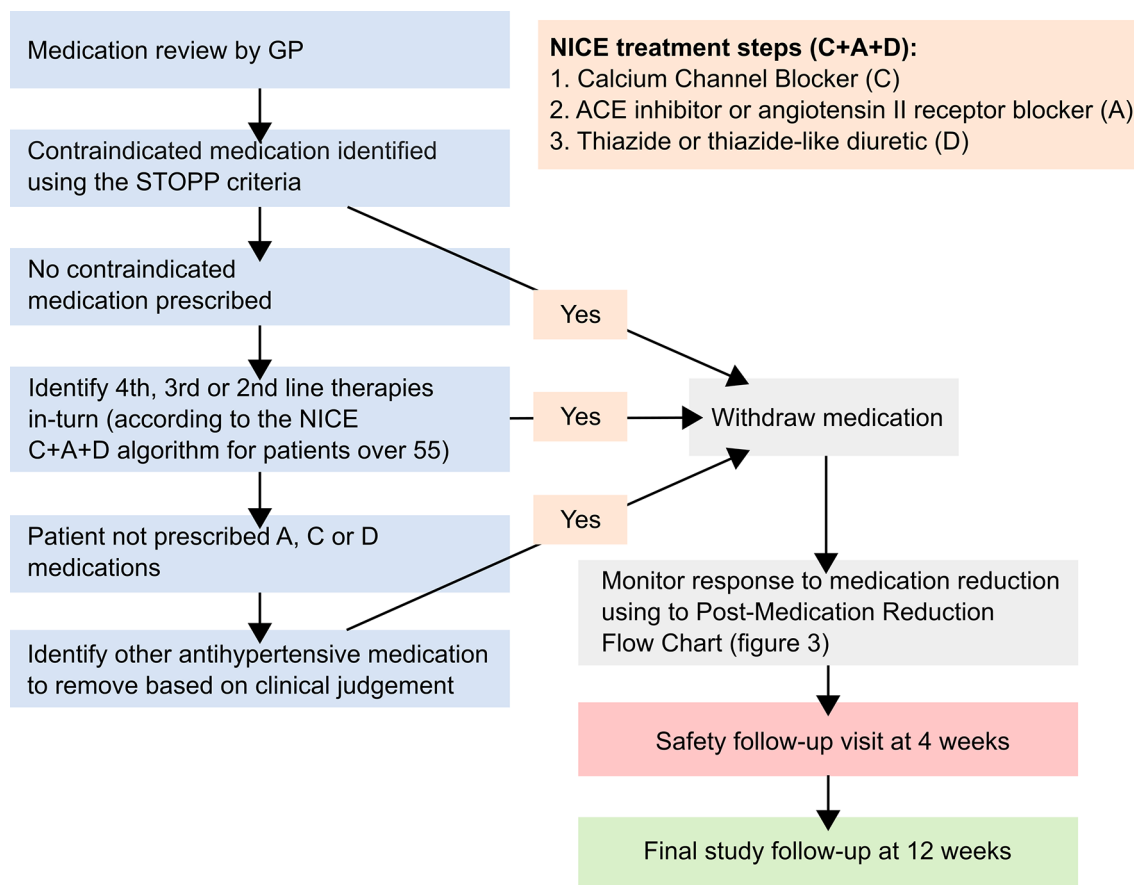 Medication review by GP
Contraindicated medication identified
using the STOPP criteria
No contraindicated
medication prescribed
Identify 4th, 3rd or 2nd line therapies
in-turn (according to the NICE
C+A+D algorithm for patients over 55)
Patient not prescribed A, C or D
medications
Identify other antihypertensive medication
to remove based on clinical judgement
NICE treatment steps (C+A+D):
1. Calcium Channel Blocker (C)
2. ACE inhibitor or angiotensin II receptor blocker (A)
3. Thiazide or thiazide-like diuretic (D)
Yes
Yes
Yes
Withdraw medication
Monitor response to medication reduction
using to Post-Medication Reduction
Flow Chart (figure 3)
Safety follow-up visit at 4 weeks
Final study follow-up at 12 weeks